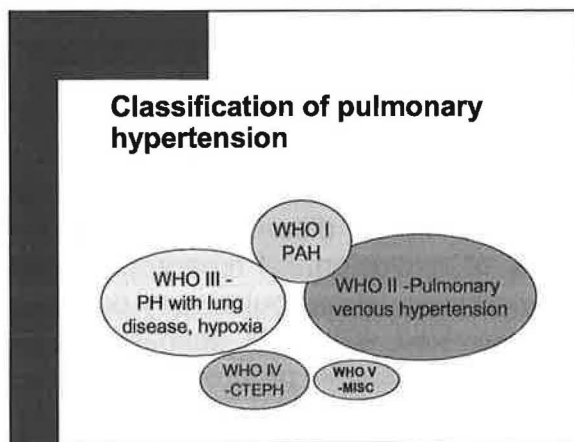 Classification of pulmonary
hypertension
WHO I
PAH
WHO III -
PH with lung
disease, hypoxia
WHO II -Pulmonary
venous hypertension
WHO IV
-CTEPH
WHO V
-MISC